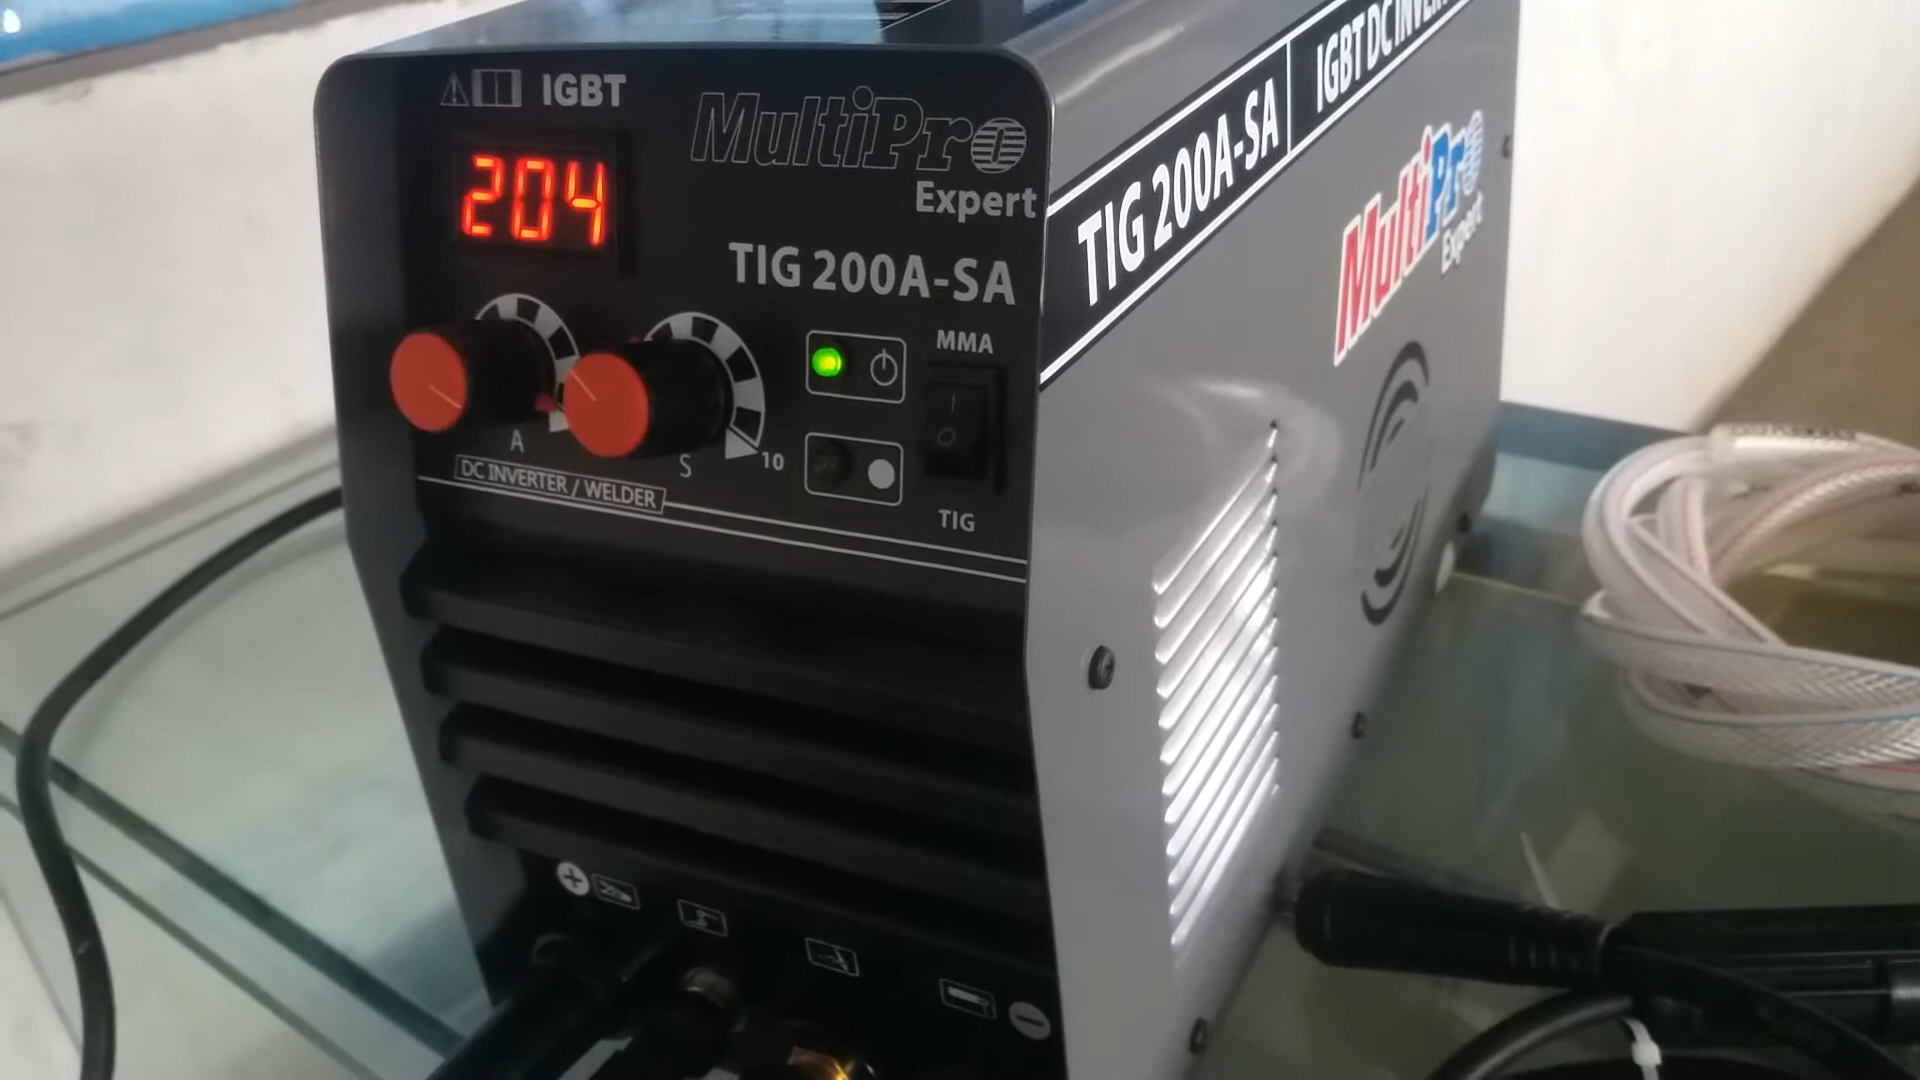 IGBT
MultiPro
Expert
204
TIG 200A-SA
MMA
A
S
10
DC INVERTER / WELDER
TIG
TIG 200A-SA
IGBT DC
MultiPro
Expert